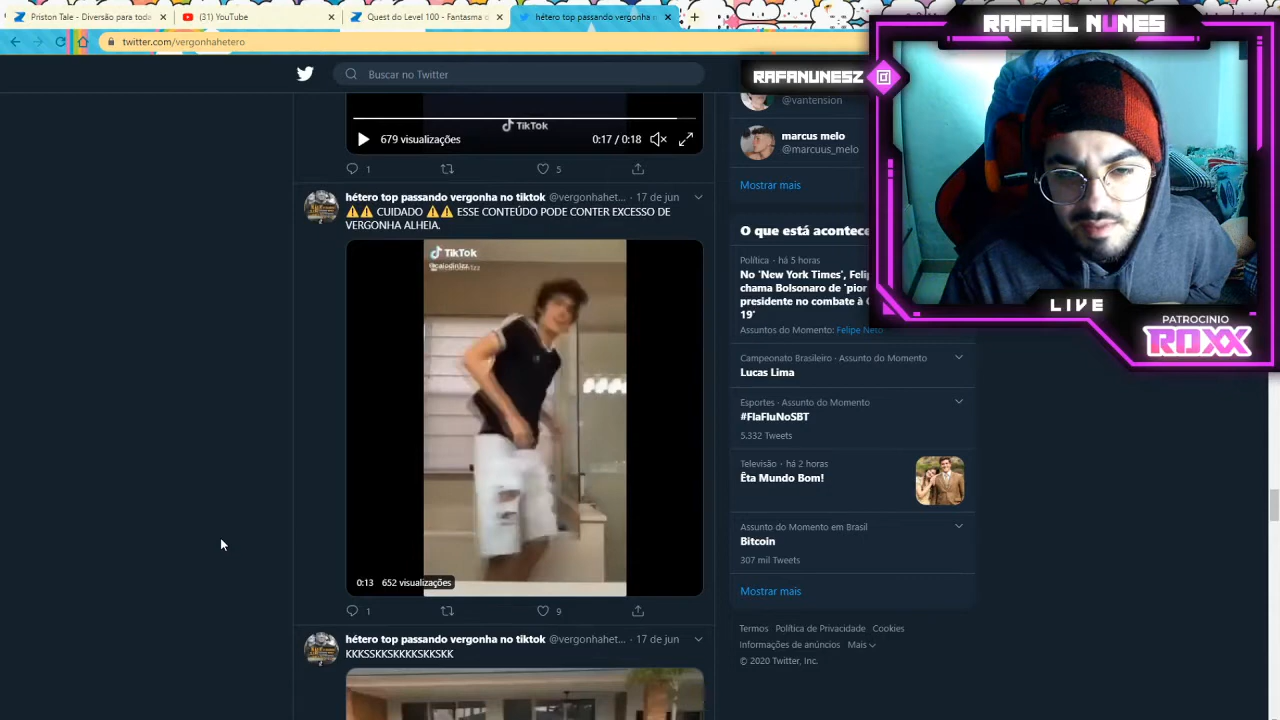 Priston Tale - Diversão para toda
(31) YouTube
Quest do Level 100 - Fantasma
hétero top passando vergonha n
twitter.com/vergonhahetero
Buscar no Twitter
679 visualizações
TikTok
0:17 / 0:18
1
5
hétero top passando vergonha no tiktok @vergonhahet... · 17 de jun
⚠️⚠️ CUIDADO ⚠️⚠️ ESSE CONTEÚDO PODE CONTER EXCESSO DE
VERGONHA ALHEIA.
TikTok
0:13 652 visualizações
1
9
hétero top passando vergonha no tiktok @vergonhahet... · 17 de jun
KKKSSKKSKKKKSKKSKK
@vantension
marcus melo
@marcuus_melo
Mostrar mais
O que está acontece
Política · há 5 horas
No 'New York Times', Felip
chama Bolsonaro de 'pior
presidente no combate à C
19'
Assuntos do Momento: Felipe Neto
Campeonato Brasileiro · Assunto do Momento
Lucas Lima
Esportes · Assunto do Momento
#FlaFluNoSBT
5.332 Tweets
Televisão · há 2 horas
Êta Mundo Bom!
Assunto do Momento em Brasil
Bitcoin
307 mil Tweets
Mostrar mais
Termos Política de Privacidade Cookies
Informações de anúncios Mais
© 2020 Twitter, Inc.
RAFAEL NUNES
RAFANUNESZ
LIVE
PATROCINIO
ROXX